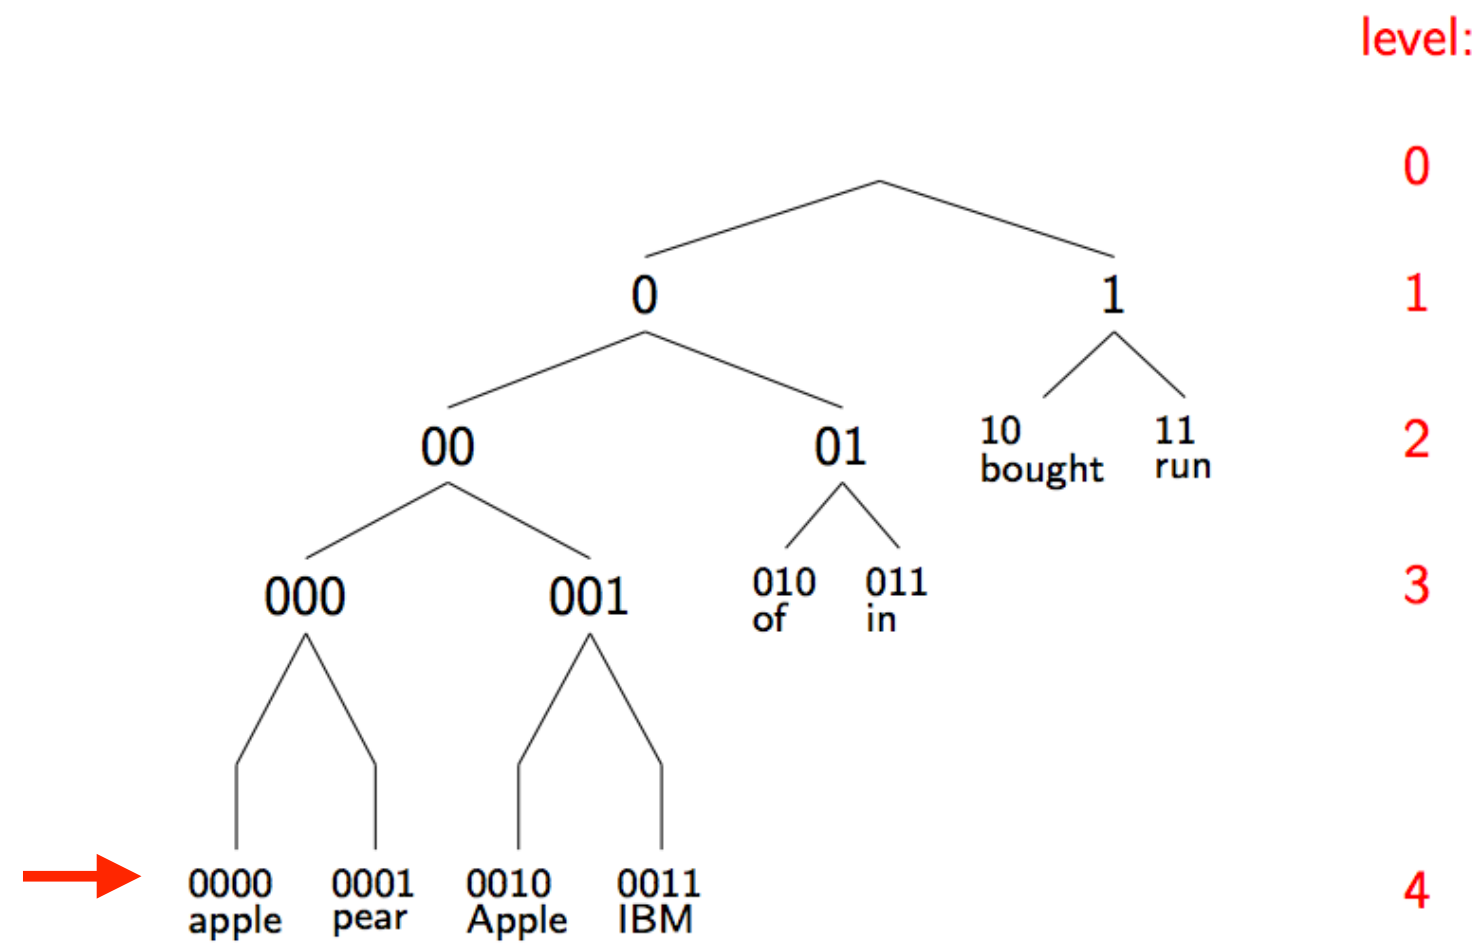 level:
0
0 1 1
00 01 10 11 2
bought run
000 001 010 011 3
of in
0000 0001 0010 0011 4
apple pear Apple IBM